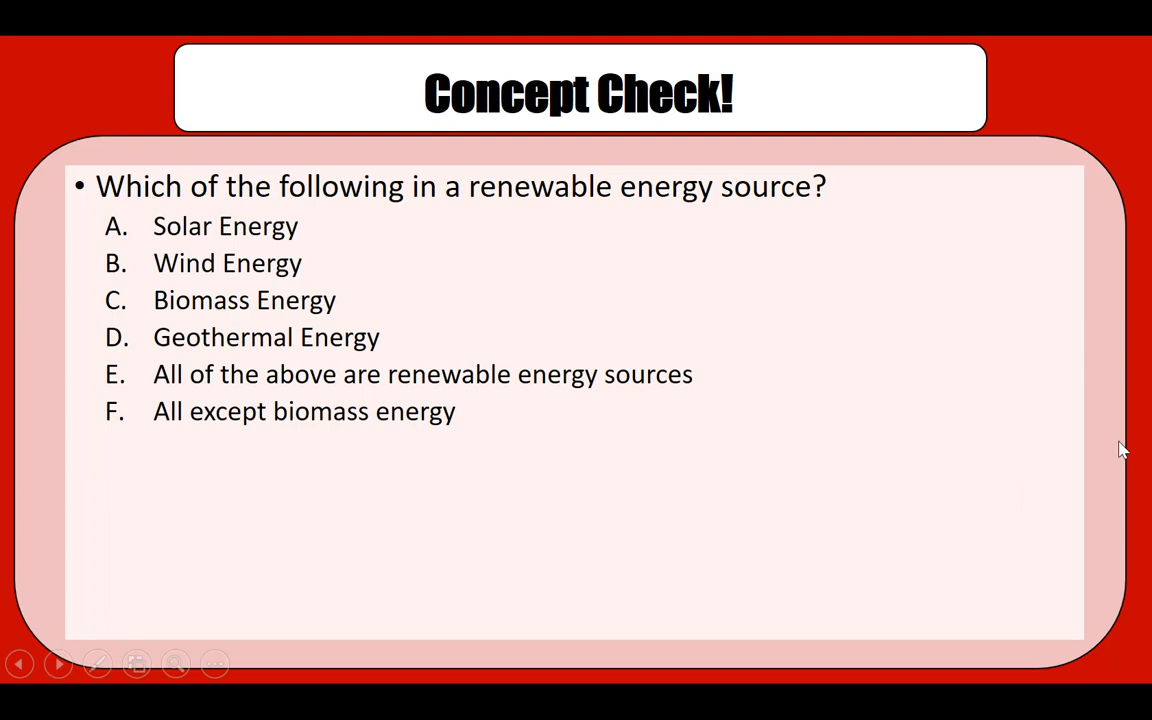 Concept Check!
• Which of the following in a renewable energy source?
A. Solar Energy
B. Wind Energy
C. Biomass Energy
D. Geothermal Energy
E. All of the above are renewable energy sources
F. All except biomass energy